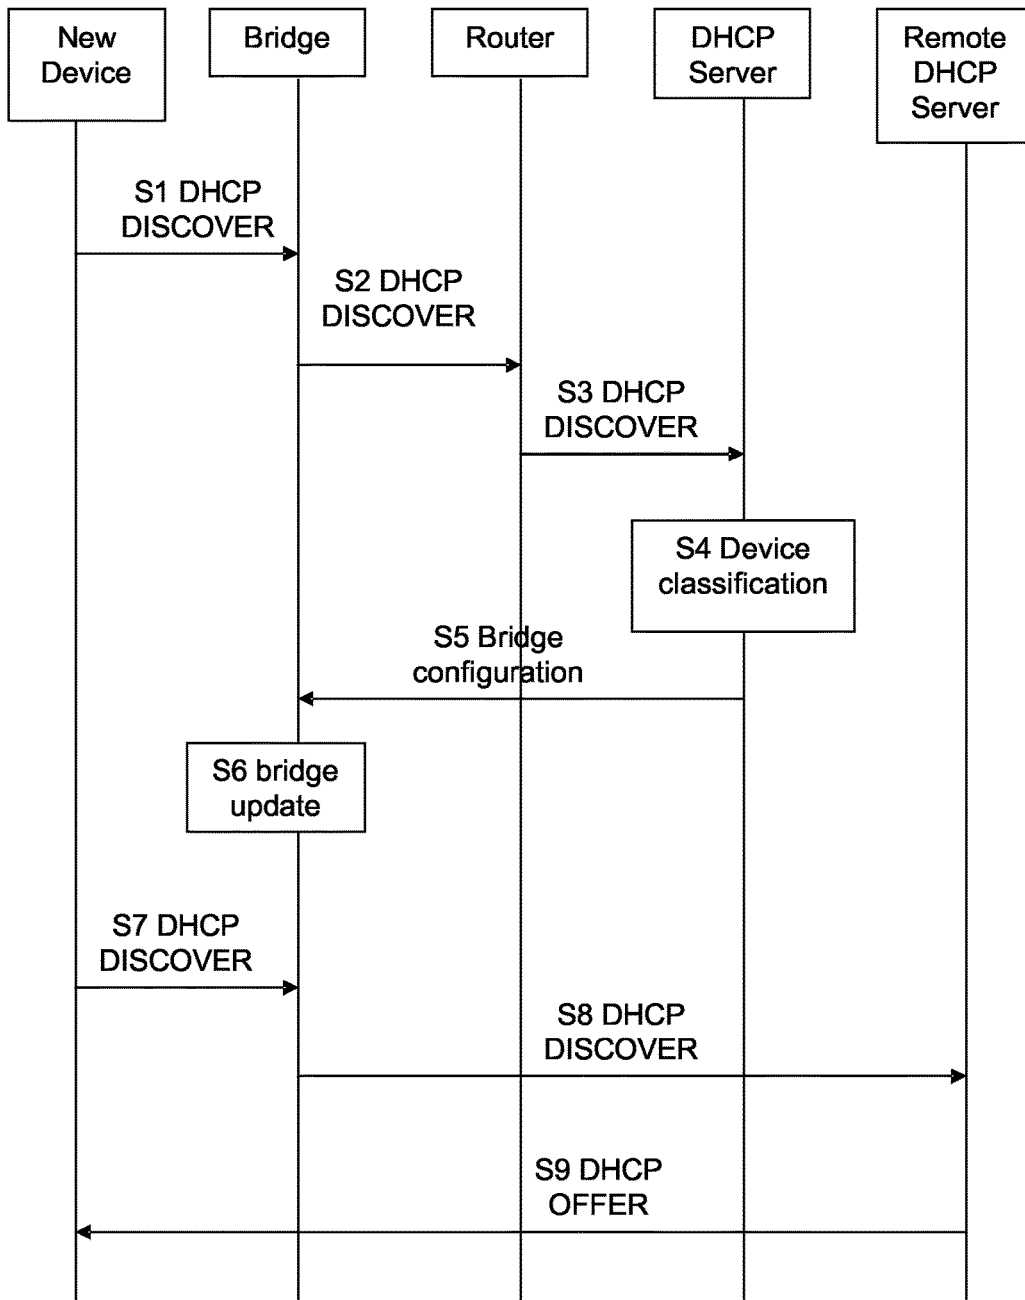 New
Device
Bridge
Router
DHCP
Server
Remote
DHCP
Server
S1 DHCP
DISCOVER
S2 DHCP
DISCOVER
S3 DHCP
DISCOVER
S4 Device
classification
S5 Bridge
configuration
S6 bridge
update
S7 DHCP
DISCOVER
S8 DHCP
DISCOVER
S9 DHCP
OFFER